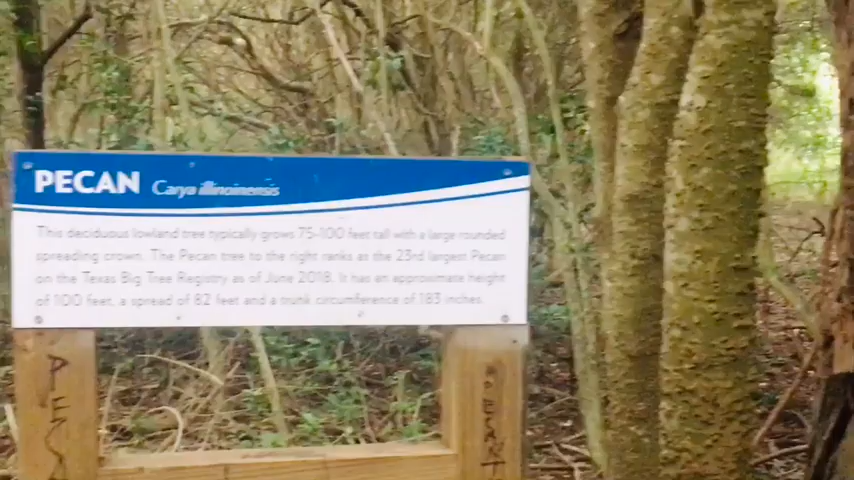 PECAN Carya illinoinensis
This deciduous lowland tree typically grows 75-100 feet tall with a large rounded
spreading crown. The Pecan tree to the right ranks as the 23rd largest Pecan
on the Texas Big Tree Registry as of June 2018. It has an approximate height
of 100 feet, a spread of 82 feet and a trunk circumference of 183 inches.